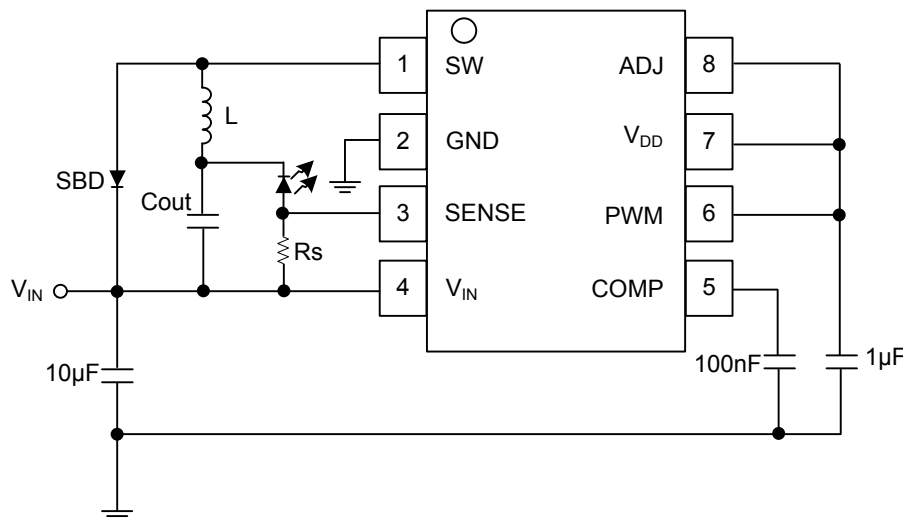 1 SW ADJ 8
L
2 GND VDD 7
SBD
Cout
3 SENSE PWM 6
Rs
VIN 4 VIN COMP 5
10µF 100nF 1µF